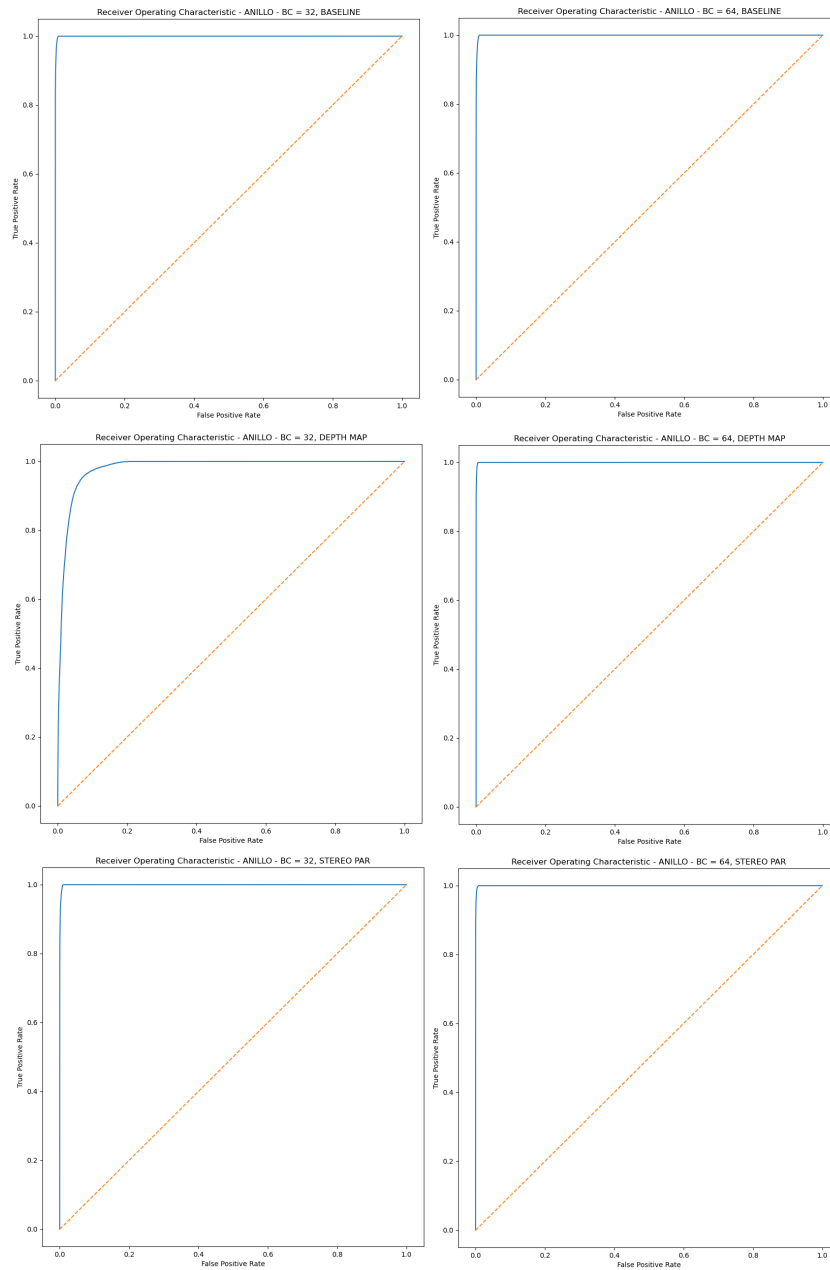 Receiver Operating Characteristic - ANILLO - BC = 32, BASELINE
1.0
0.8
0.6
0.4
0.2
0.0
True Positive Rate
0.0 0.2 0.4 0.6 0.8 1.0
False Positive Rate
Receiver Operating Characteristic - ANILLO - BC = 64, BASELINE
1.0
0.8
0.6
0.4
0.2
0.0
True Positive Rate
0.0 0.2 0.4 0.6 0.8 1.0
False Positive Rate
Receiver Operating Characteristic - ANILLO - BC = 32, DEPTH MAP
1.0
0.8
0.6
0.4
0.2
0.0
True Positive Rate
0.0 0.2 0.4 0.6 0.8 1.0
False Positive Rate
Receiver Operating Characteristic - ANILLO - BC = 64, DEPTH MAP
1.0
0.8
0.6
0.4
0.2
0.0
True Positive Rate
0.0 0.2 0.4 0.6 0.8 1.0
False Positive Rate
Receiver Operating Characteristic - ANILLO - BC = 32, STEREO PAR
1.0
0.8
0.6
0.4
0.2
0.0
True Positive Rate
0.0 0.2 0.4 0.6 0.8 1.0
False Positive Rate
Receiver Operating Characteristic - ANILLO - BC = 64, STEREO PAR
1.0
0.8
0.6
0.4
0.2
0.0
True Positive Rate
0.0 0.2 0.4 0.6 0.8 1.0
False Positive Rate